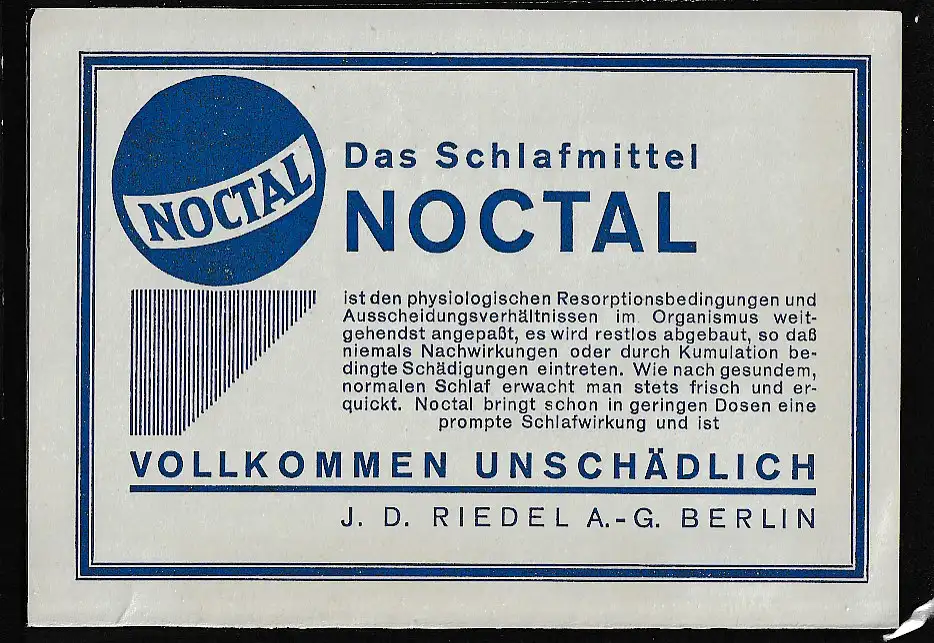 NOCTAL
Das Schlafmittel
NOCTAL
ist den physiologischen Resorptionsbedingungen und
Ausscheidungsverhältnissen im Organismus weit-
gehendst angepaßt, es wird restlos abgebaut, so daß
niemals Nachwirkungen oder durch Kumulation be-
dingte Schädigungen eintreten. Wie nach gesundem,
normalen Schlaf erwacht man stets frisch und er-
quickt. Noctal bringt schon in geringen Dosen eine
prompte Schlafwirkung und ist
VOLLKOMMEN UNSCHÄDLICH
J. D. RIEDEL A.-G. BERLIN